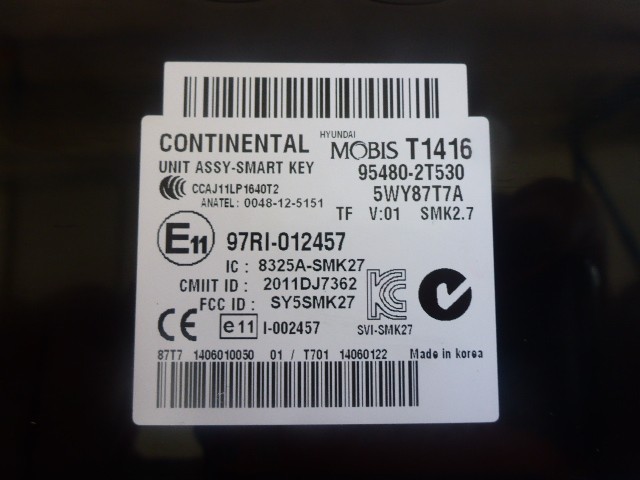 CONTINENTAL HYUNDAI MOBIS T1416
UNIT ASSY-SMART KEY 95480-2T530
CCAJ11LP1640T2 5WY87T7A
ANATEL : 0048-12-5151 TF V:01 SMK2.7
E11 97RI-012457
IC : 8325A-SMK27
CMIIT ID : 2011DJ7362
FCC ID : SY5SMK27
CE e11 I-002457 SVI-SMK27
87T7 1406010050 01 / T701 14060122 Made in korea